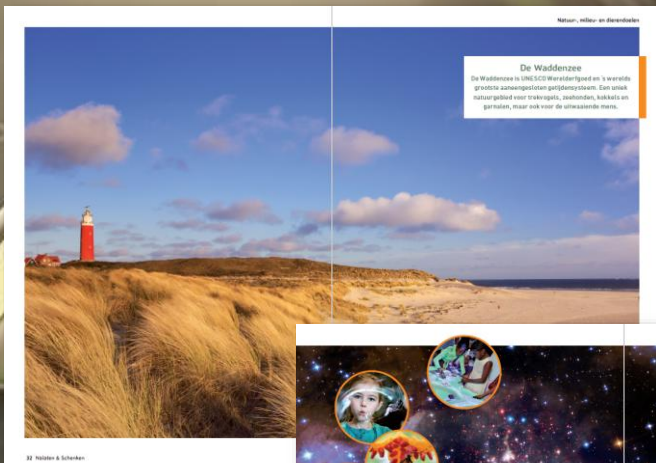 Natuur-, milieu- en dierendoelen
De Waddenzee
De Waddenzee is UNESCO Werelderfgoed en 's werelds
grootste aaneengesloten getijdensysteem. Een uniek
natuurgebied voor trekvogels, zeehonden, kokkels en
garnalen, maar ook voor de uitwaaiende mens.
32 Nalaten & Schenken